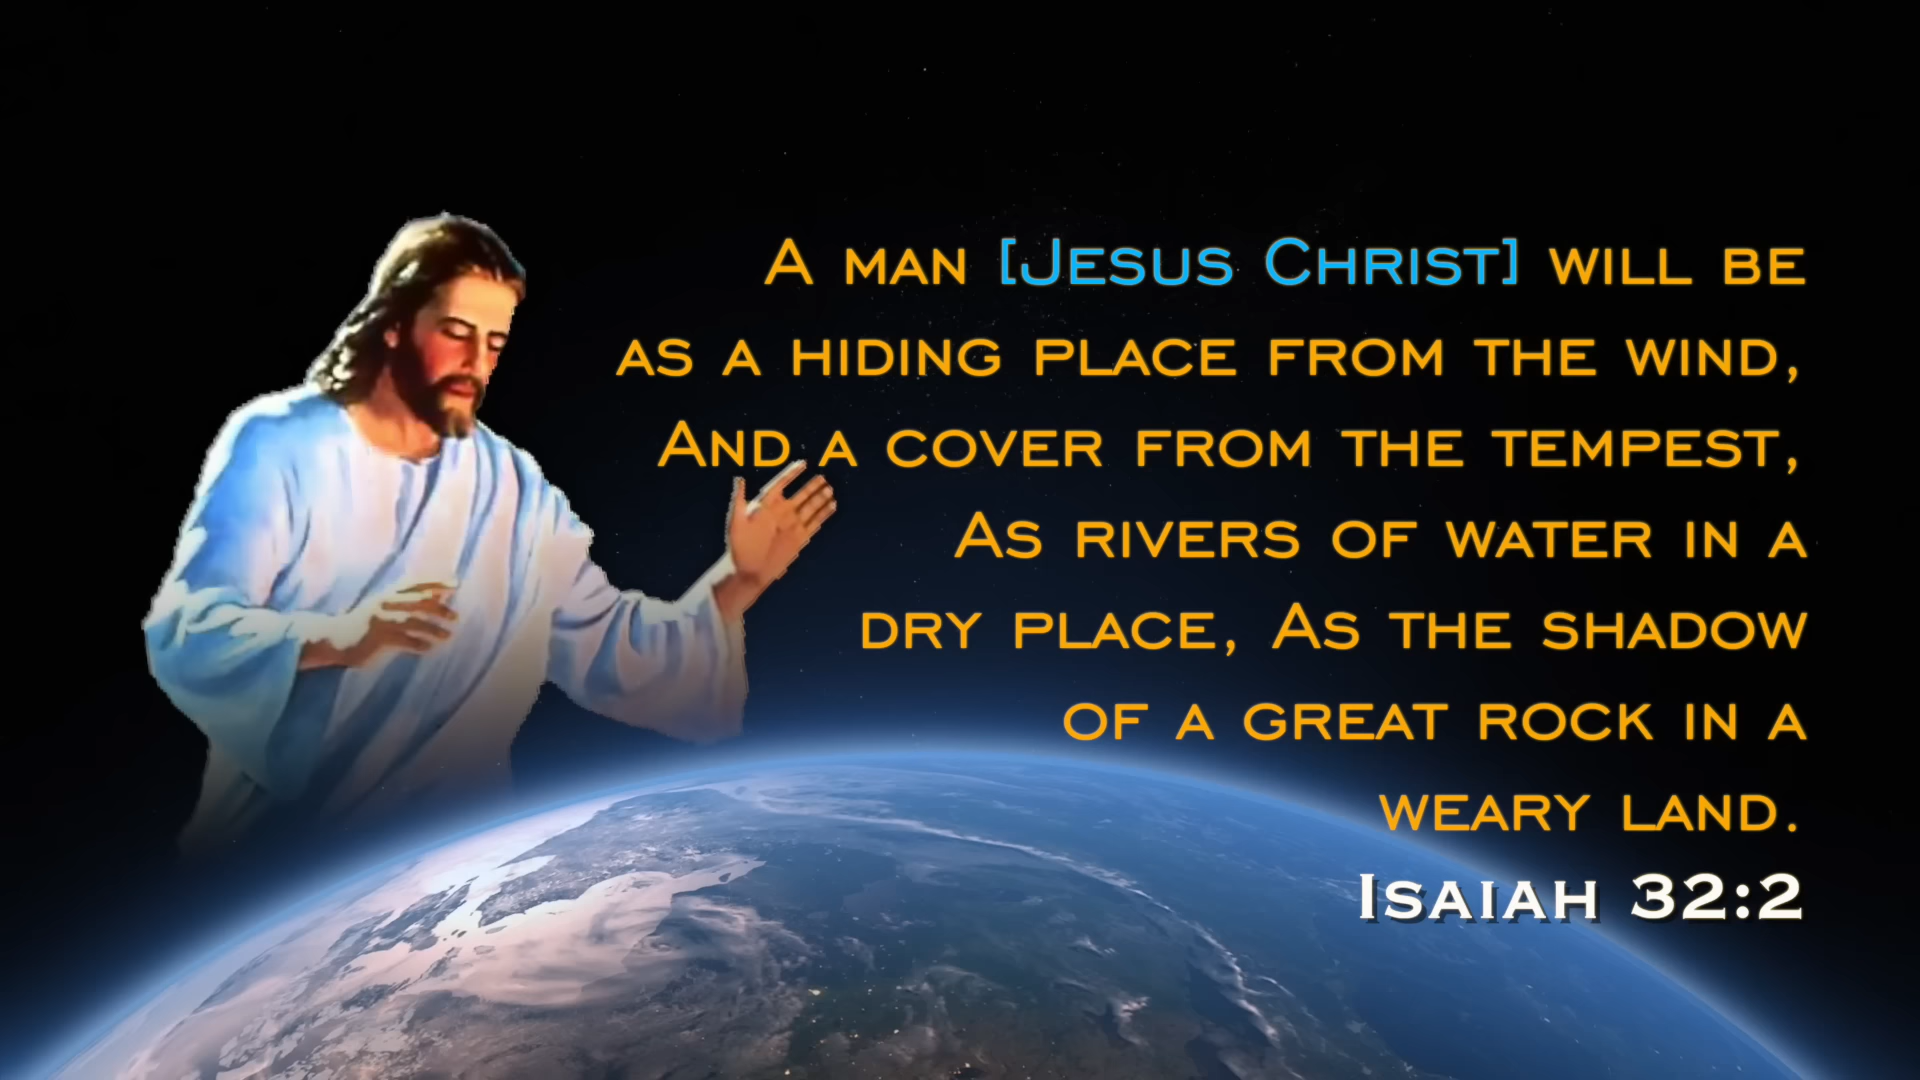 A man [Jesus Christ] will be
as a hiding place from the wind,
And a cover from the tempest,
As rivers of water in a
dry place, As the shadow
of a great rock in a
weary land.
Isaiah 32:2